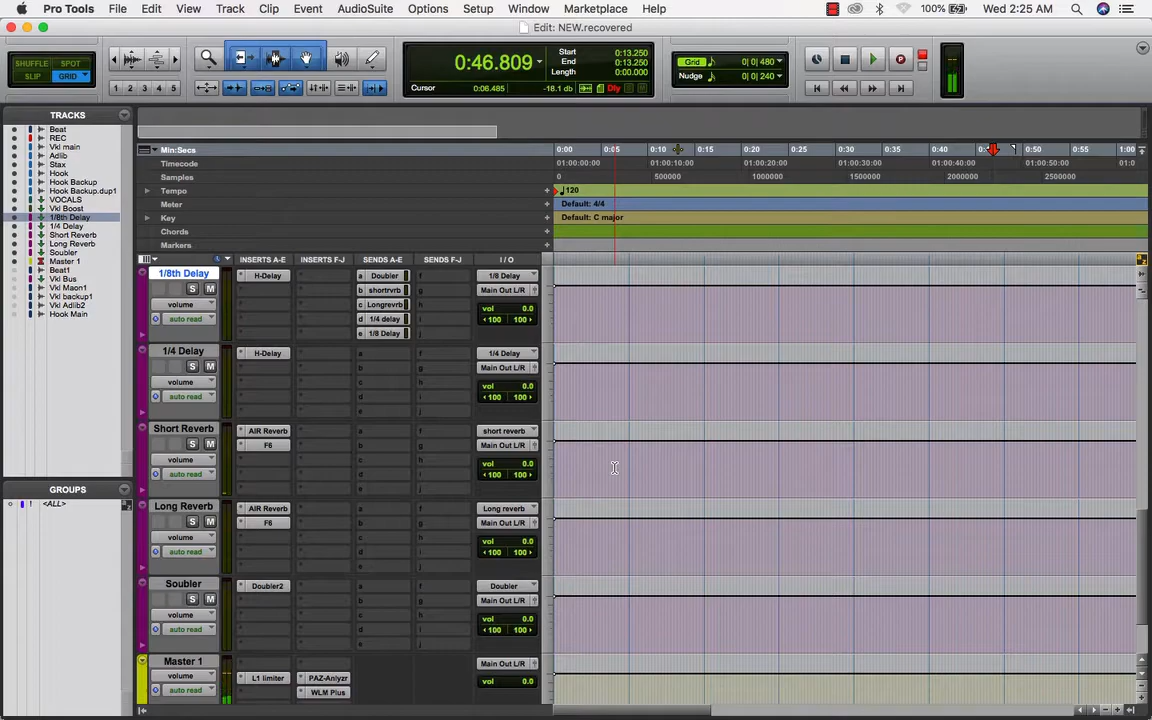 Pro Tools File Edit View Track Clip Event AudioSuite Options Setup Window Marketplace Help 100% Wed 2:25 AM
Edit: NEW.recovered
SHUFFLE SPOT
SLIP GRID
1 2 3 4 5
0:46.809
Start 0:13.250
End 0:13.250
Length 0:00.000
Cursor 0:06.485 -18.1 db Dly
Grid 0| 0| 480
Nudge 0| 0| 240
TRACKS
Beat
REC
Vkl main
Adlib
Stax
Hook
Hook Backup
Hook Backup.dup1
VOCALS
Vkl Boost
1/8th Delay
1/4 Delay
Short Reverb
Long Reverb
Soubler
Master 1
Beat1
Vkl Bus
Vkl Maon1
Vkl backup1
Vkl Adlib2
Hook Main
GROUPS
1 <ALL>
Min:Secs 0:00 0:05 0:10 0:15 0:20 0:25 0:30 0:35 0:40 0:50 0:55 1:00
Timecode 01:00:00:00 01:00:10:00 01:00:20:00 01:00:30:00 01:00:40:00 01:00:50:00 01:0
Samples 0 500000 1000000 1500000 2000000 2500000
Tempo 120
Meter Default: 4/4
Key Default: C major
Chords
Markers
INSERTS A-E INSERTS F-J SENDS A-E SENDS F-J I / O
1/8th Delay H-Delay a Doubler f 1/8 Delay
S M b shortrvrb g Main Out L/R
volume c Longrevrb h vol 0.0
auto read d 1/4 delay i 100 100
e 1/8 Delay j
1/4 Delay H-Delay a f 1/4 Delay
S M b g Main Out L/R
volume c h vol 0.0
auto read d i 100 100
e j
Short Reverb AIR Reverb a f short reverb
S M F6 b g Main Out L/R
volume c h vol 0.0
auto read d i 100 100
e j
Long Reverb AIR Reverb a f Long reverb
S M F6 b g Main Out L/R
volume c h vol 0.0
auto read d i 100 100
e j
Soubler Doubler2 a f Doubler
S M b g Main Out L/R
volume c h vol 0.0
auto read d i 100 100
e j
Master 1 Main Out L/R
volume L1 limiter PAZ-Anlyzr vol 0.0
auto read WLM Plus